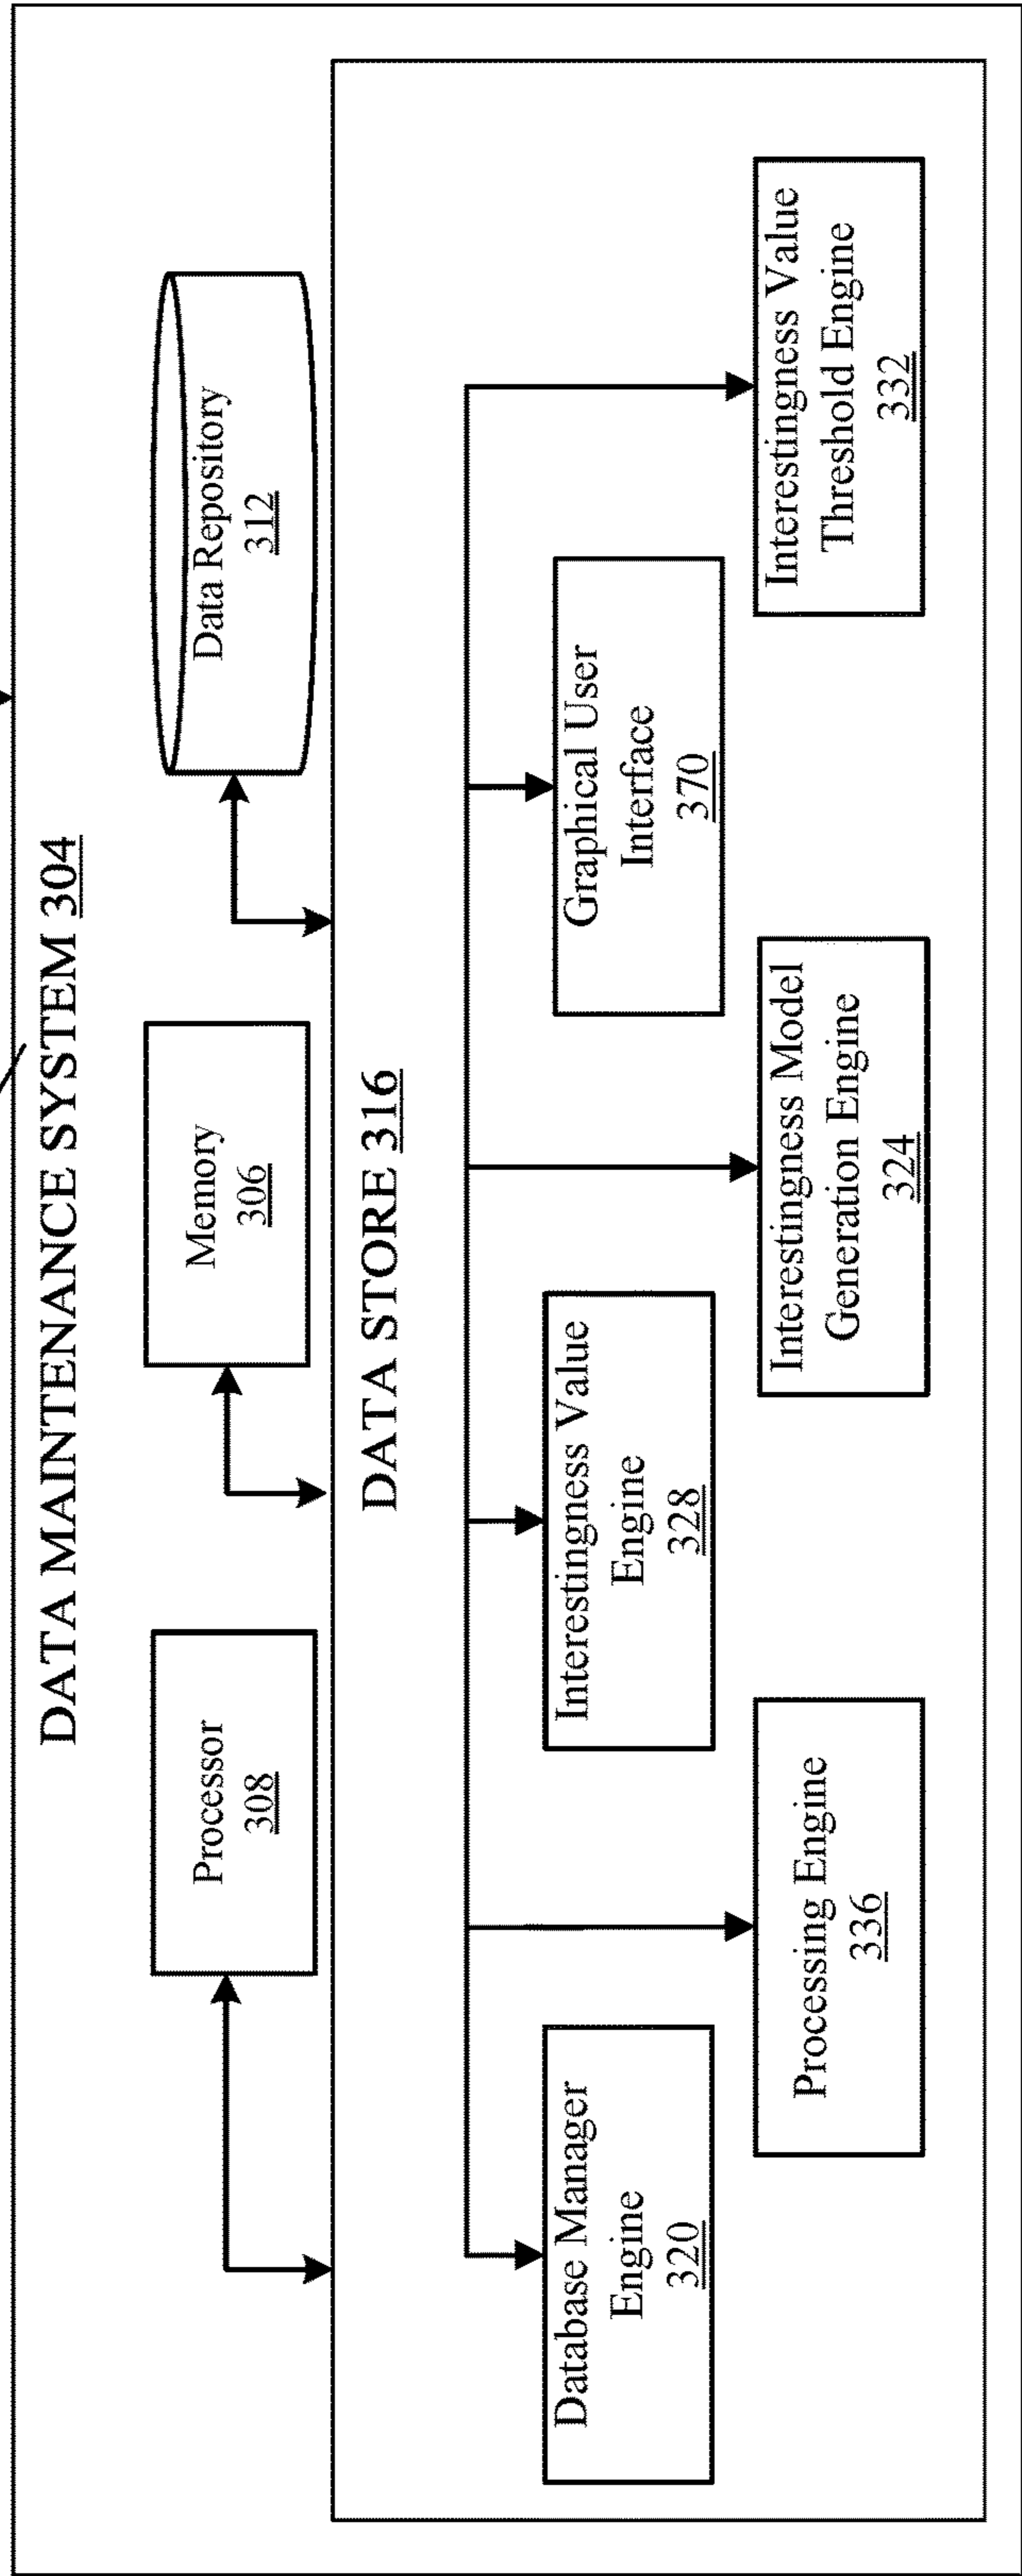 DATA MAINTENANCE SYSTEM 304
Processor
308
Memory
306
Data Repository
312
DATA STORE 316
Database Manager
Engine
320
Interestingness Value
Engine
328
Graphical User
Interface
370
Processing Engine
336
Interestingness Model
Generation Engine
324
Interestingness Value
Threshold Engine
332